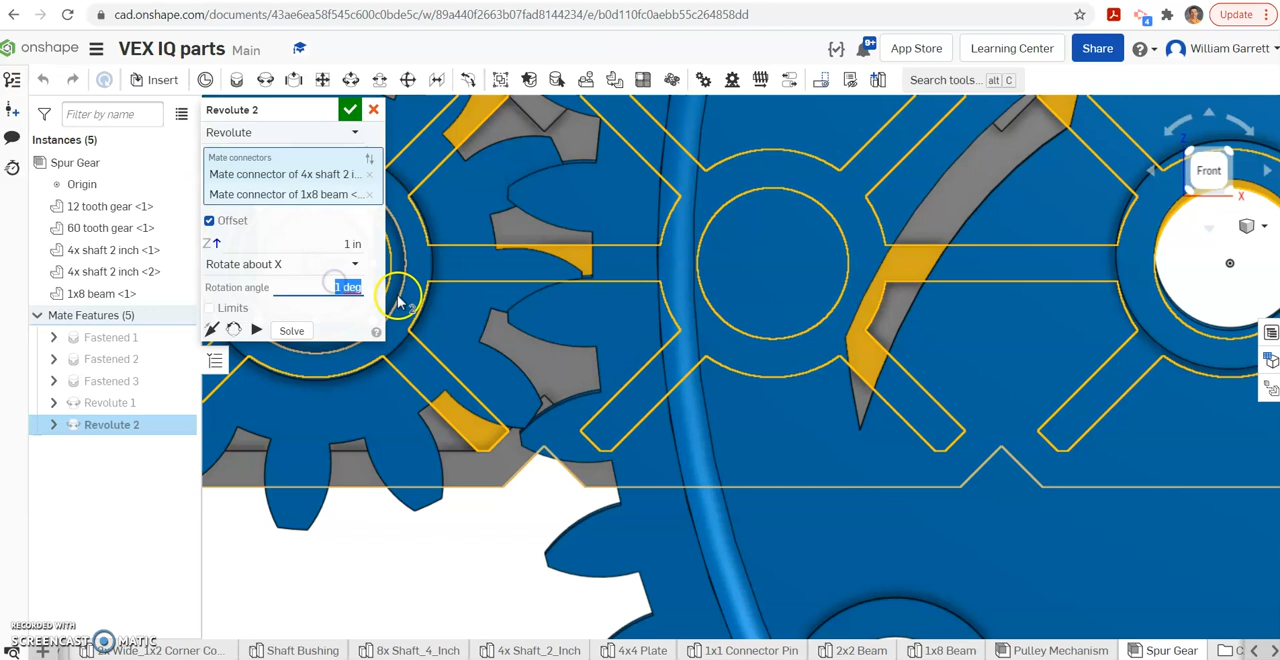 cad.onshape.com/documents/43ae6ea58f545c600c0bde5c/w/89a440f2663b07fad8144234/e/b0d110fc0aebb55c264858dd
4
Update
onshape
VEX IQ parts Main
9+
App Store
Learning Center
Share
William Garrett
Insert
Search tools... alt C
Filter by name
Instances (5)
Spur Gear
Origin
12 tooth gear <1>
60 tooth gear <1>
4x shaft 2 inch <1>
4x shaft 2 inch <2>
1x8 beam <1>
Mate Features (5)
Fastened 1
Fastened 2
Fastened 3
Revolute 1
Revolute 2
Revolute 2
Revolute
Mate connectors
Mate connector of 4x shaft 2 i...
Mate connector of 1x8 beam <...
Offset
Z 1 in
Rotate about X
Rotation angle 1 deg
Limits
Solve
Z
Front
X
RECORDED WITH
SCREENCAST MATIC
2x Wide_1x2 Corner Co...
Shaft Bushing
8x Shaft_4_Inch
4x Shaft_2_Inch
4x4 Plate
1x1 Connector Pin
2x2 Beam
1x8 Beam
Pulley Mechanism
Spur Gear